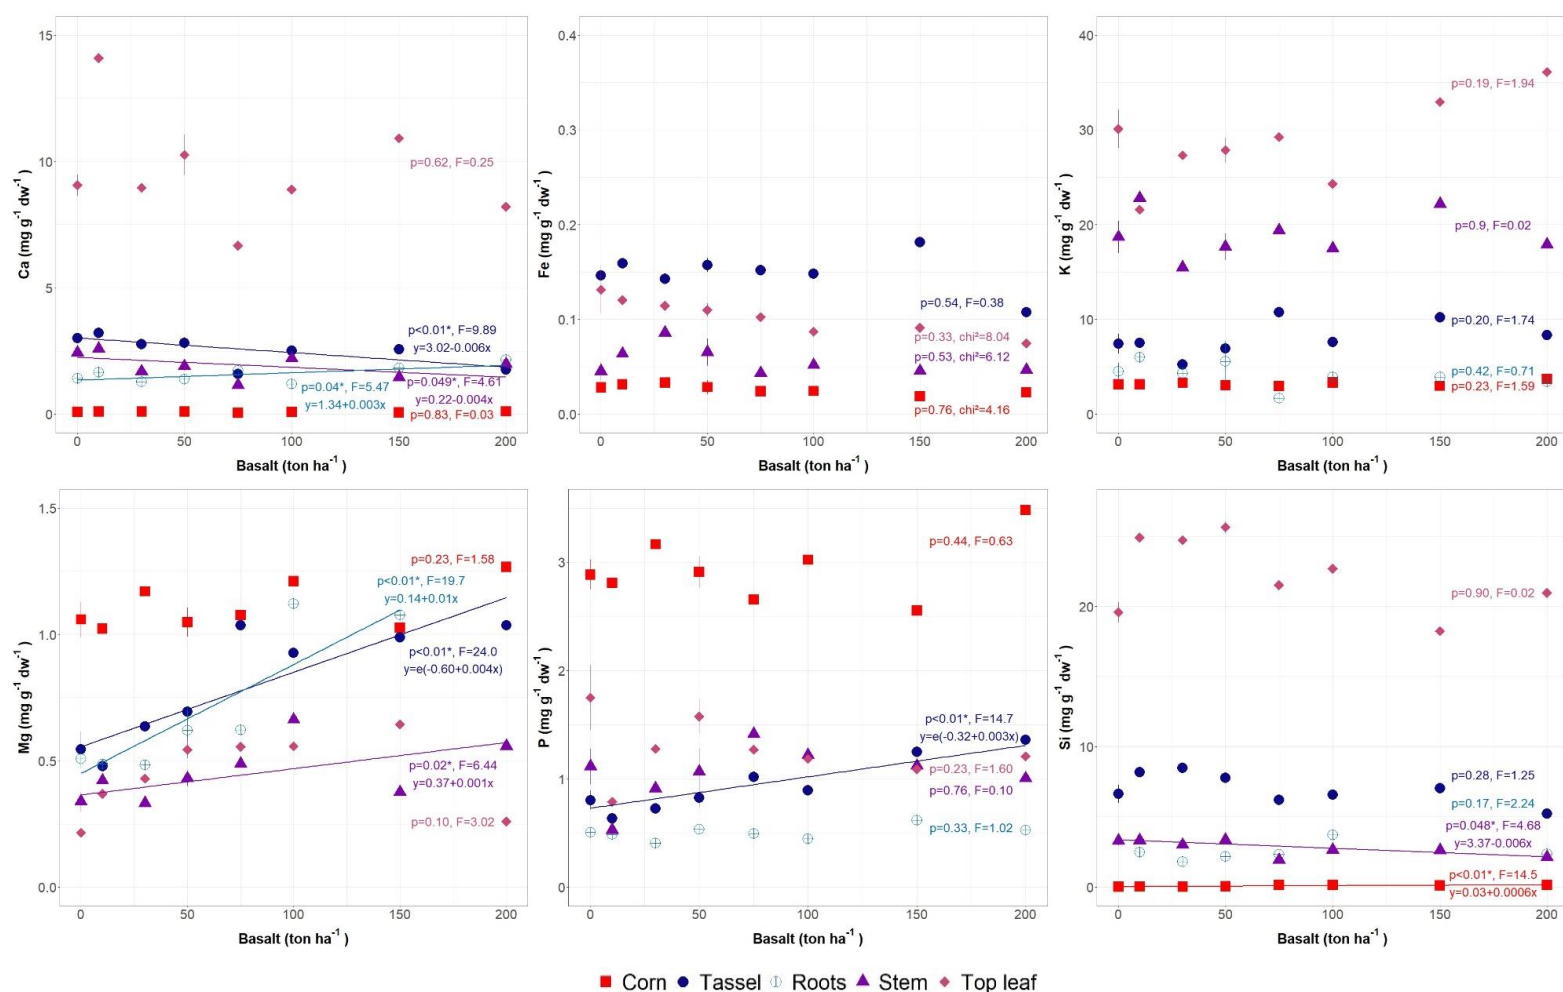 15
10
5
0
Ca (mg g⁻¹ dw⁻¹ )
p=0.62, F=0.25
p<0.01*, F=9.89
y=3.02-0.006x
p=0.04*, F=5.47
y=1.34+0.003x
p=0.049*, F=4.61
y=0.22-0.004x
p=0.83, F=0.03
0 50 100 150 200
Basalt (ton ha⁻¹ )
0.4
0.3
0.2
0.1
0.0
Fe (mg g⁻¹ dw⁻¹ )
p=0.54, F=0.38
p=0.33, chi²=8.04
p=0.53, chi²=6.12
p=0.76, chi²=4.16
0 50 100 150 200
Basalt (ton ha⁻¹ )
40
30
20
10
0
K (mg g⁻¹ dw⁻¹ )
p=0.19, F=1.94
p=0.9, F=0.02
p=0.20, F=1.74
p=0.42, F=0.71
p=0.23, F=1.59
0 50 100 150 200
Basalt (ton ha⁻¹ )
1.5
1.0
0.5
0.0
Mg (mg g⁻¹ dw⁻¹ )
p=0.23, F=1.58
p<0.01*, F=19.7
y=0.14+0.01x
p<0.01*, F=24.0
y=e(-0.60+0.004x)
p=0.02*, F=6.44
y=0.37+0.001x
p=0.10, F=3.02
0 50 100 150 200
Basalt (ton ha⁻¹ )
3
2
1
0
P (mg g⁻¹ dw⁻¹ )
p=0.44, F=0.63
p<0.01*, F=14.7
y=e(-0.32+0.003x)
p=0.23, F=1.60
p=0.76, F=0.10
p=0.33, F=1.02
0 50 100 150 200
Basalt (ton ha⁻¹ )
20
10
0
Si (mg g⁻¹ dw⁻¹ )
p=0.90, F=0.02
p=0.28, F=1.25
p=0.17, F=2.24
p=0.048*, F=4.68
y=3.37-0.006x
p<0.01*, F=14.5
y=0.03+0.0006x
0 50 100 150 200
Basalt (ton ha⁻¹ )
Corn Tassel Roots Stem Top leaf